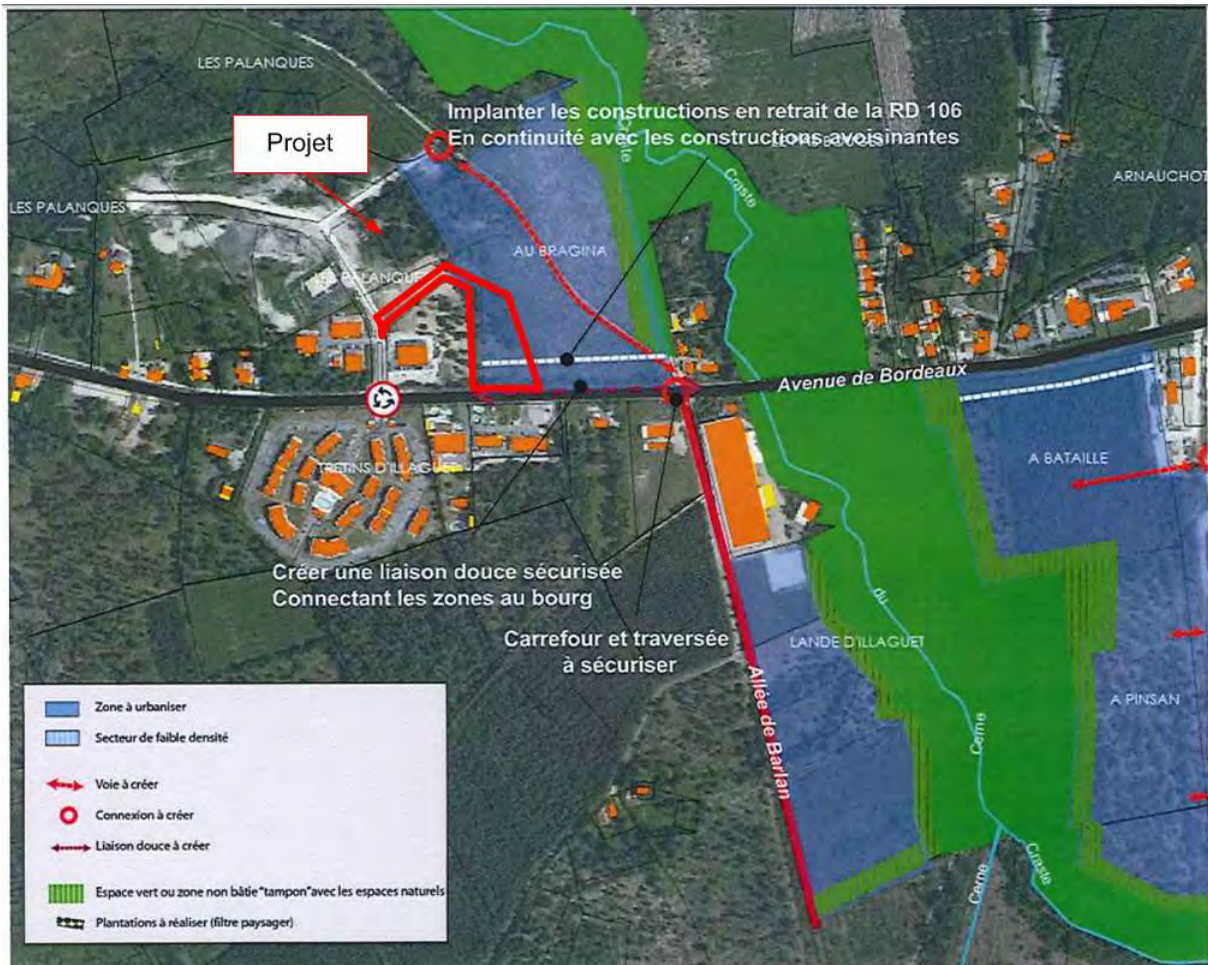 LES PALANQUES
Projet
Implanter les constructions en retrait de la RD 106
En continuité avec les constructions avoisinantes
Craste
Craste
ARNAUCHOT
LES PALANQUES
AU BRAGINA
Avenue de Bordeaux
A BATAILLE
Créer une liaison douce sécurisée
Connectant les zones au bourg
du
Carrefour et traversée
à sécuriser
LANDE D'ILLAGUET
Allée de Barlan
A PINSAN
Cerne
Cerne
Craste
Zone à urbaniser
Secteur de faible densité
Voie à créer
Connexion à créer
Liaison douce à créer
Espace vert ou zone non bâtie "tampon" avec les espaces naturels
Plantations à réaliser (filtre paysager)